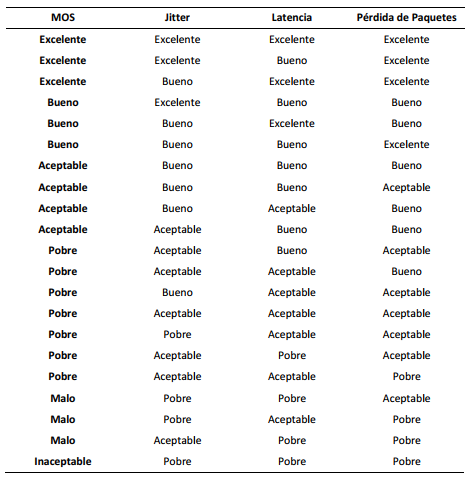 MOS Jitter Latencia Pérdida de Paquetes
Excelente Excelente Excelente Excelente
Excelente Excelente Bueno Excelente
Excelente Bueno Excelente Excelente
Bueno Excelente Bueno Bueno
Bueno Bueno Excelente Bueno
Bueno Bueno Bueno Excelente
Aceptable Bueno Bueno Bueno
Aceptable Bueno Bueno Aceptable
Aceptable Bueno Aceptable Bueno
Aceptable Aceptable Bueno Bueno
Pobre Aceptable Bueno Aceptable
Pobre Aceptable Aceptable Bueno
Pobre Bueno Aceptable Aceptable
Pobre Aceptable Aceptable Aceptable
Pobre Pobre Aceptable Aceptable
Pobre Aceptable Pobre Aceptable
Pobre Aceptable Aceptable Pobre
Malo Pobre Pobre Aceptable
Malo Pobre Aceptable Pobre
Malo Aceptable Pobre Pobre
Inaceptable Pobre Pobre Pobre